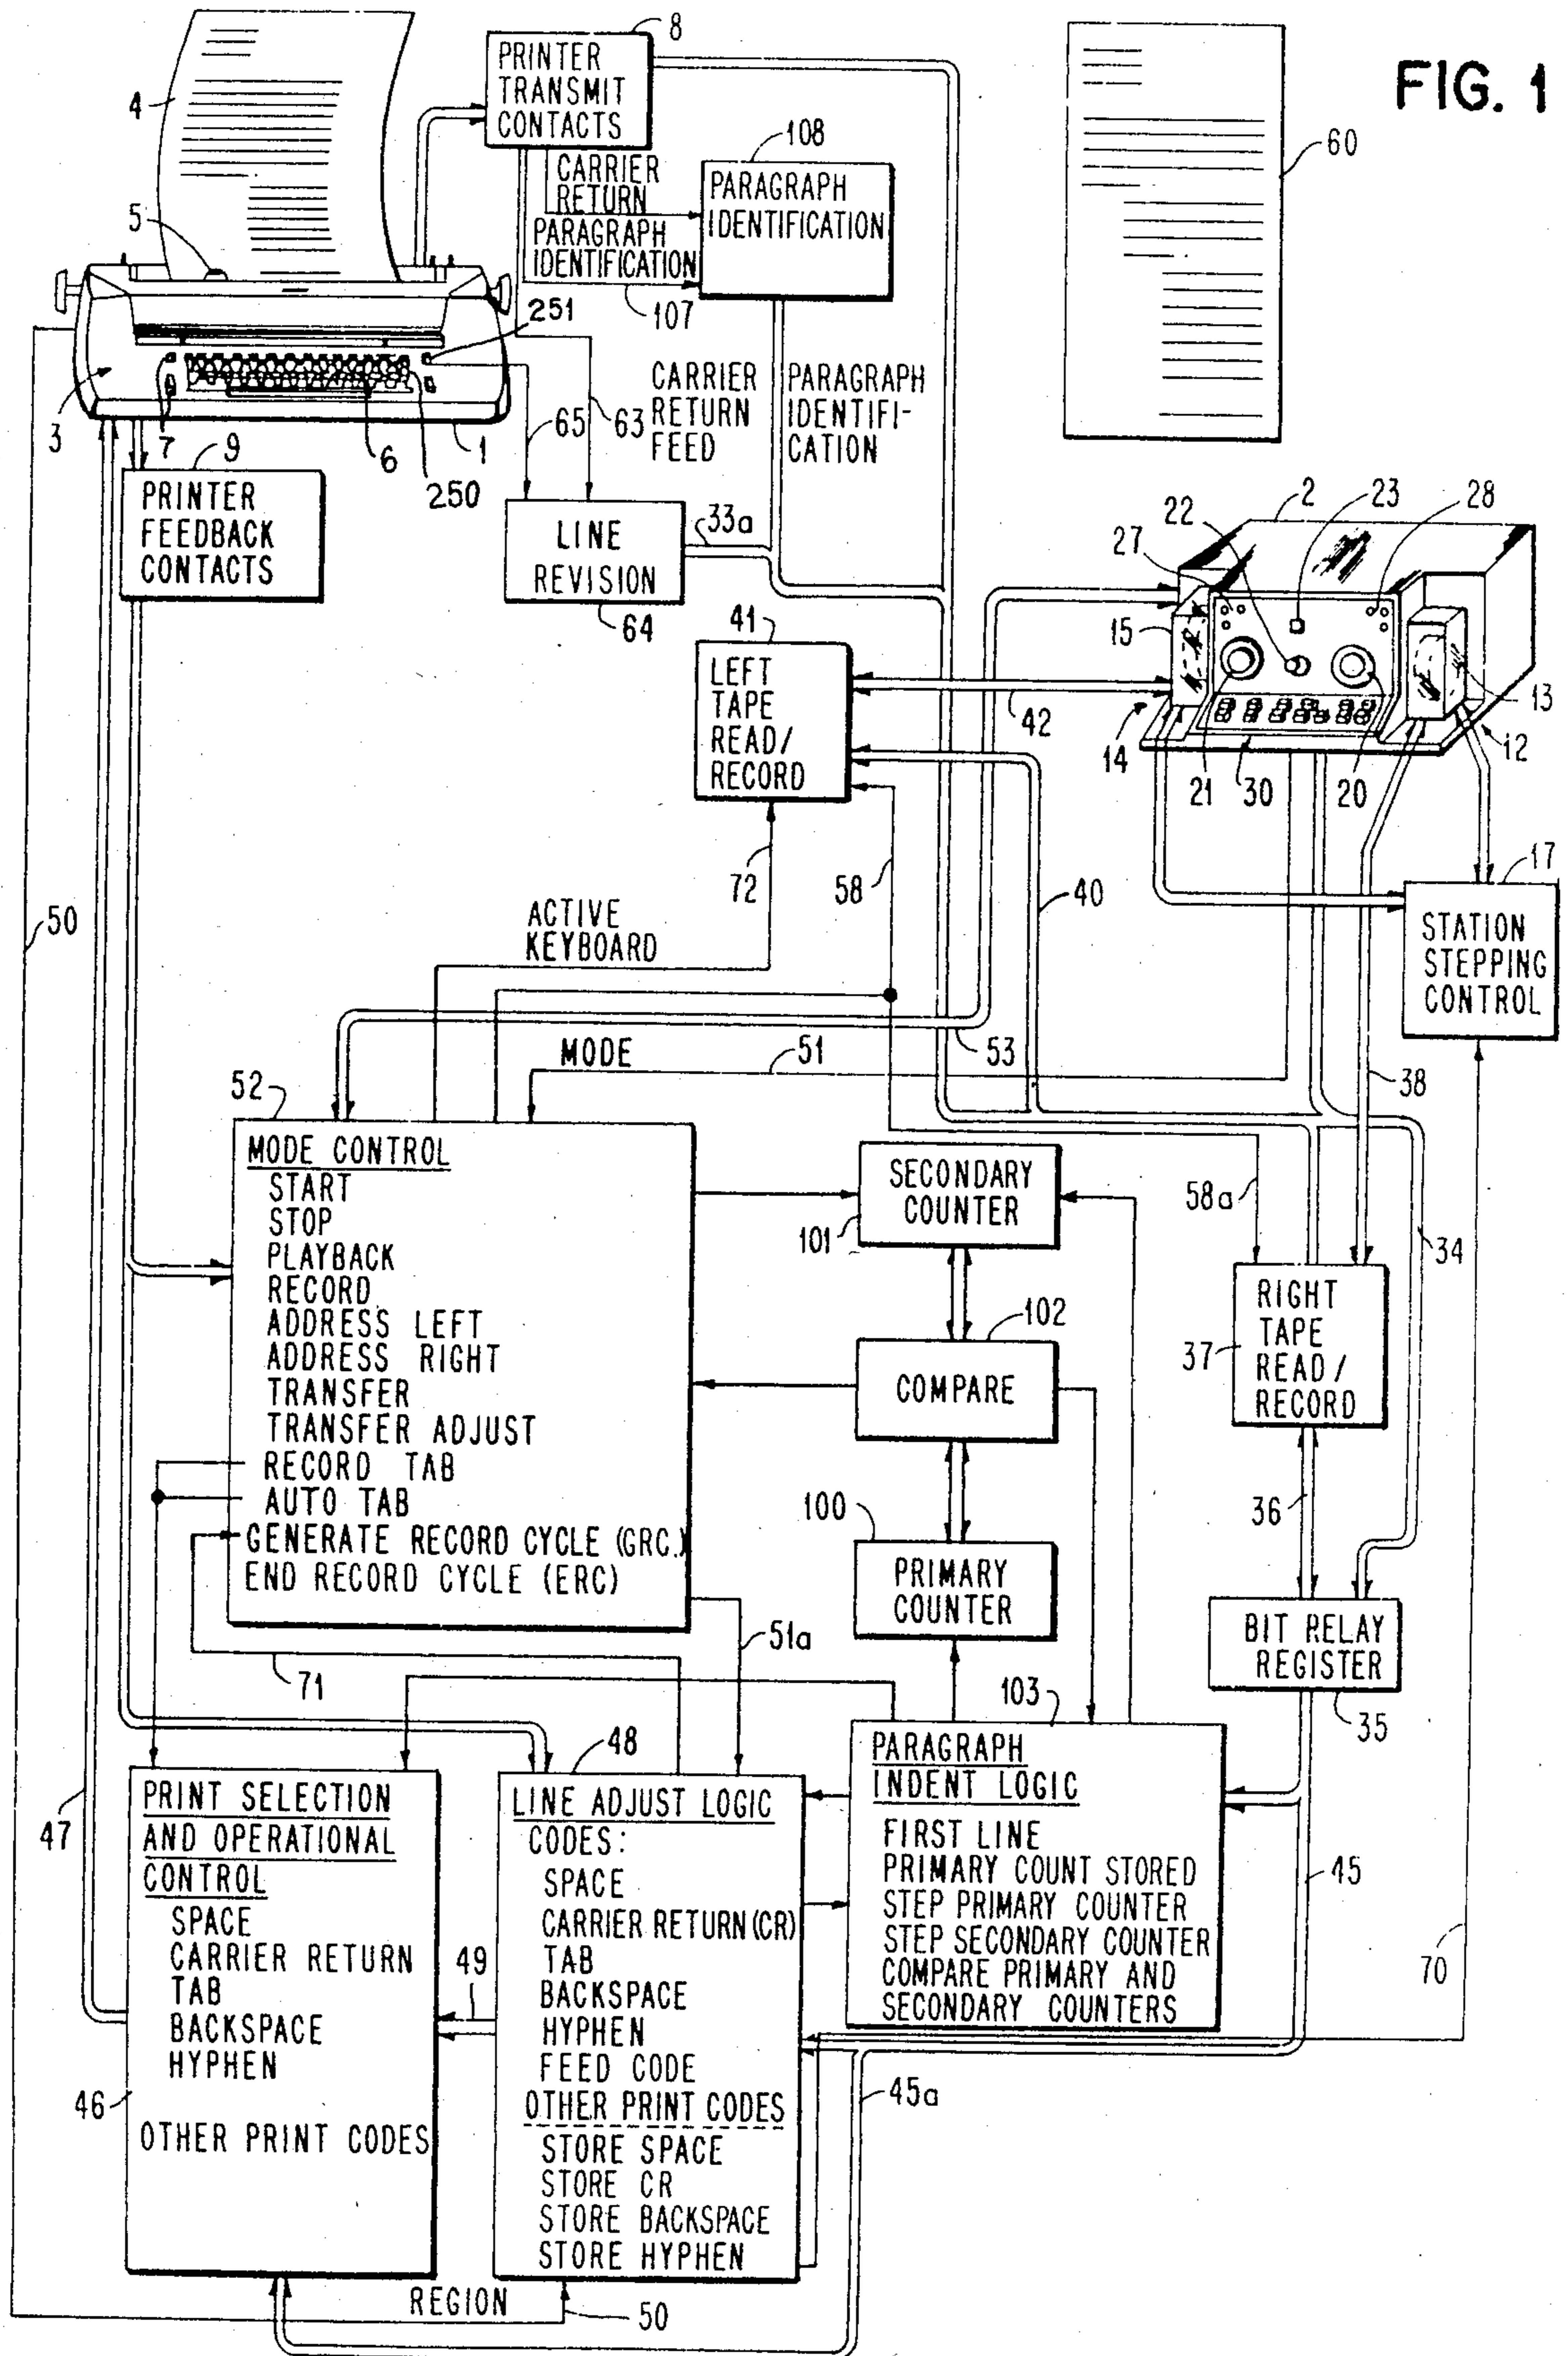 FIG. 1
8
PRINTER
TRANSMIT
CONTACTS
4
5
CARRIER
RETURN
PARAGRAPH
IDENTIFICATION
107
108
PARAGRAPH
IDENTIFICATION
60
251
3
7
6
250
1
65
63
CARRIER
RETURN
FEED
PARAGRAPH
IDENTIFI-
CATION
9
PRINTER
FEEDBACK
CONTACTS
LINE
REVISION
64
33a
2
23
28
22
27
15
13
14
21
30
20
12
41
LEFT
TAPE
READ/
RECORD
42
72
58
40
17
STATION
STEPPING
CONTROL
50
ACTIVE
KEYBOARD
53
MODE
51
38
52
MODE CONTROL
START
STOP
PLAYBACK
RECORD
ADDRESS LEFT
ADDRESS RIGHT
TRANSFER
TRANSFER ADJUST
RECORD TAB
AUTO TAB
GENERATE RECORD CYCLE (GRC.)
END RECORD CYCLE (ERC)
SECONDARY
COUNTER
101
58a
34
102
COMPARE
37
RIGHT
TAPE
READ/
RECORD
100
PRIMARY
COUNTER
36
BIT RELAY
REGISTER
35
51a
71
103
PARAGRAPH
INDENT LOGIC
FIRST LINE
PRIMARY COUNT STORED
STEP PRIMARY COUNTER
STEP SECONDARY COUNTER
COMPARE PRIMARY AND
SECONDARY COUNTERS
48
LINE ADJUST LOGIC
CODES:
SPACE
CARRIER RETURN (CR)
TAB
BACKSPACE
HYPHEN
FEED CODE
OTHER PRINT CODES
STORE SPACE
STORE CR
STORE BACKSPACE
STORE HYPHEN
47
PRINT SELECTION
AND OPERATIONAL
CONTROL
SPACE
CARRIER RETURN
TAB
BACKSPACE
HYPHEN
OTHER PRINT CODES
46
49
45
70
45a
REGION
50